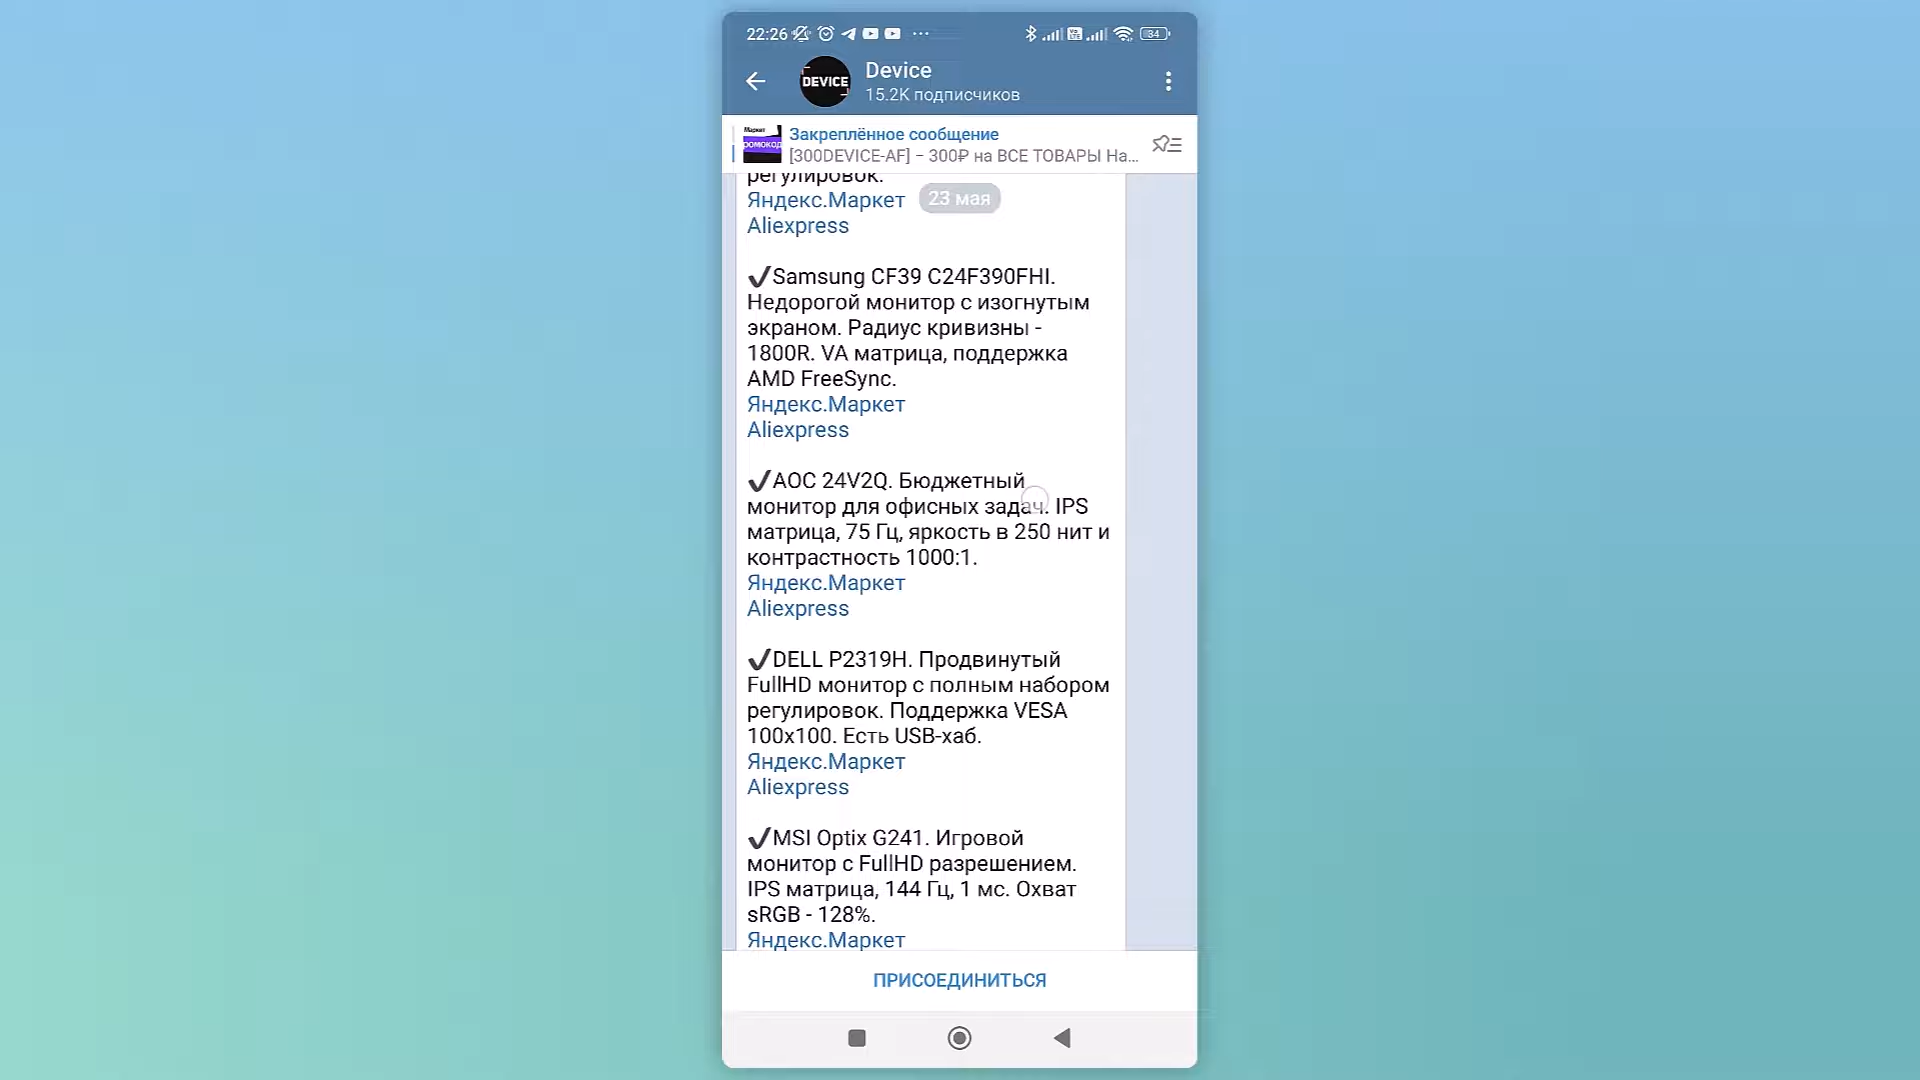 22:26
84
DEVICE
Device
15.2K подписчиков
Маркет
РОМОКОД
Закреплённое сообщение
[300DEVICE-AF] – 300₽ на ВСЕ ТОВАРЫ На...
регулировок.
Яндекс.Маркет
23 мая
Aliexpress
✔Samsung CF39 C24F390FHI.
Недорогой монитор с изогнутым
экраном. Радиус кривизны -
1800R. VA матрица, поддержка
AMD FreeSync.
Яндекс.Маркет
Aliexpress
✔AOC 24V2Q. Бюджетный
монитор для офисных задач. IPS
матрица, 75 Гц, яркость в 250 нит и
контрастность 1000:1.
Яндекс.Маркет
Aliexpress
✔DELL P2319H. Продвинутый
FullHD монитор с полным набором
регулировок. Поддержка VESA
100x100. Есть USB-хаб.
Яндекс.Маркет
Aliexpress
✔MSI Optix G241. Игровой
монитор с FullHD разрешением.
IPS матрица, 144 Гц, 1 мс. Охват
sRGB - 128%.
Яндекс.Маркет
ПРИСОЕДИНИТЬСЯ